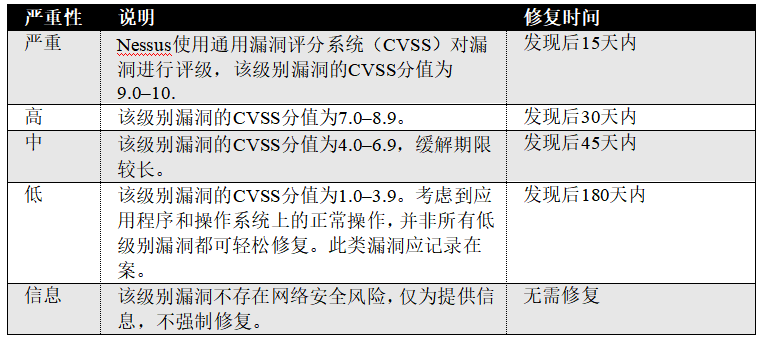 严重性 说明 修复时间
严重 Nessus使用通用漏洞评分系统（CVSS）对漏 发现后15天内
洞进行评级，该级别漏洞的CVSS分值为
9.0–10.
高 该级别漏洞的CVSS分值为7.0–8.9。 发现后30天内
中 该级别漏洞的CVSS分值为4.0–6.9，缓解期限 发现后45天内
较长。
低 该级别漏洞的CVSS分值为1.0–3.9。考虑到应 发现后180天内
用程序和操作系统上的正常操作，并非所有低
级别漏洞都可轻松修复。此类漏洞应记录在
案。
信息 该级别漏洞不存在网络安全风险，仅为提供信 无需修复
息，不强制修复。